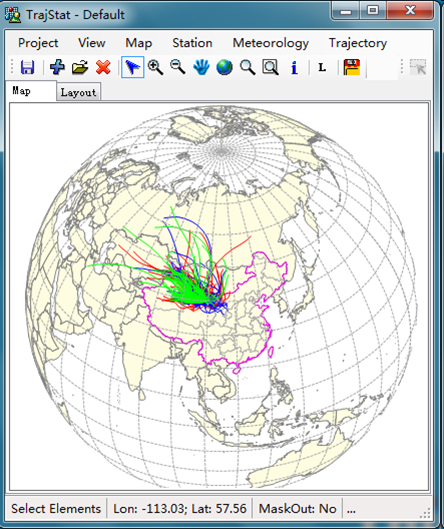 TrajStat - Default
Project View Map Station Meteorology Trajectory
i L
Map Layout
Select Elements Lon: -113.03; Lat: 57.56 MaskOut: No ...